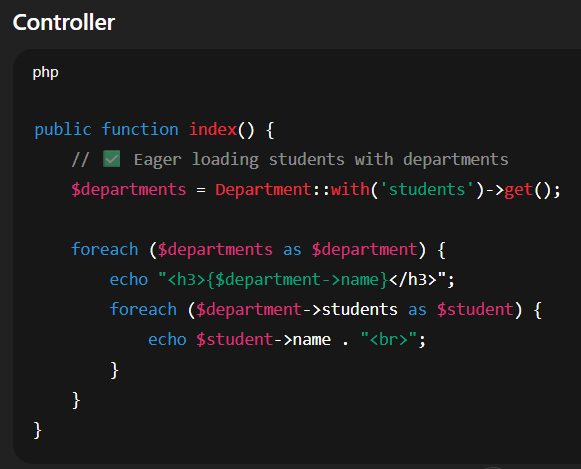 Controller
php
public function index() {
// ✅ Eager loading students with departments
$departments = Department::with('students')->get();
foreach ($departments as $department) {
echo "<h3>{$department->name}</h3>";
foreach ($department->students as $student) {
echo $student->name . "<br>";
}
}
}